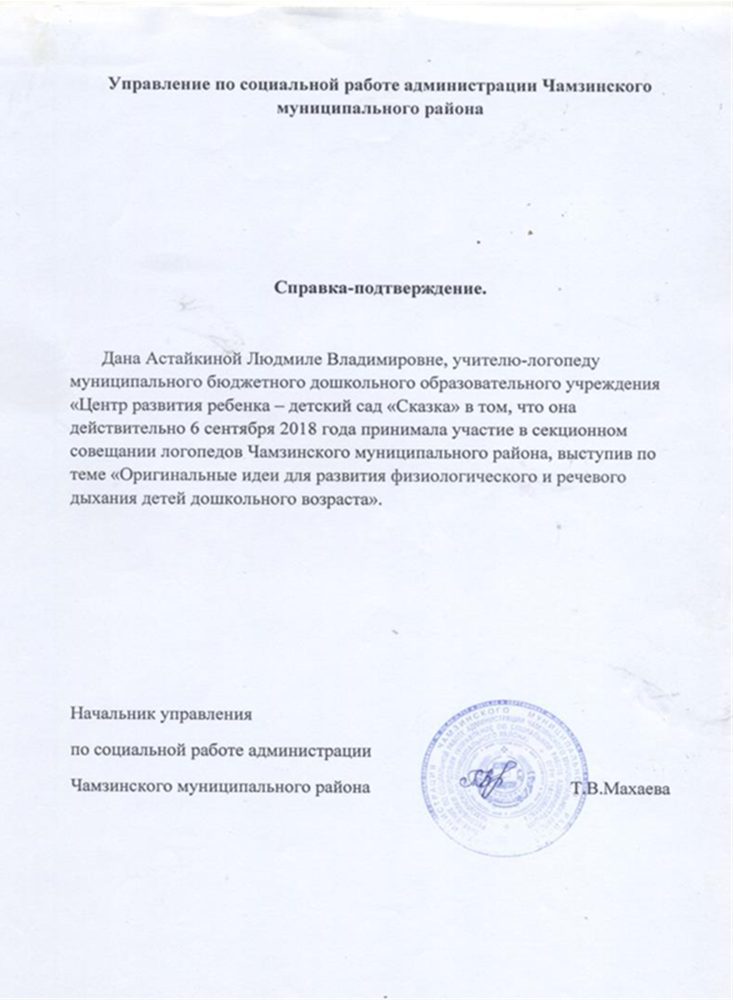 Управление по социальной работе администрации Чамзинского
муниципального района
Справка-подтверждение.
Дана Астайкиной Людмиле Владимировне, учителю-логопеду
муниципального бюджетного дошкольного образовательного учреждения
«Центр развития ребенка – детский сад «Сказка» в том, что она
действительно 6 сентября 2018 года принимала участие в секционном
совещании логопедов Чамзинского муниципального района, выступив по
теме «Оригинальные идеи для развития физиологического и речевого
дыхания детей дошкольного возраста».
Начальник управления
по социальной работе администрации
Чамзинского муниципального района
Т.В.Махаева